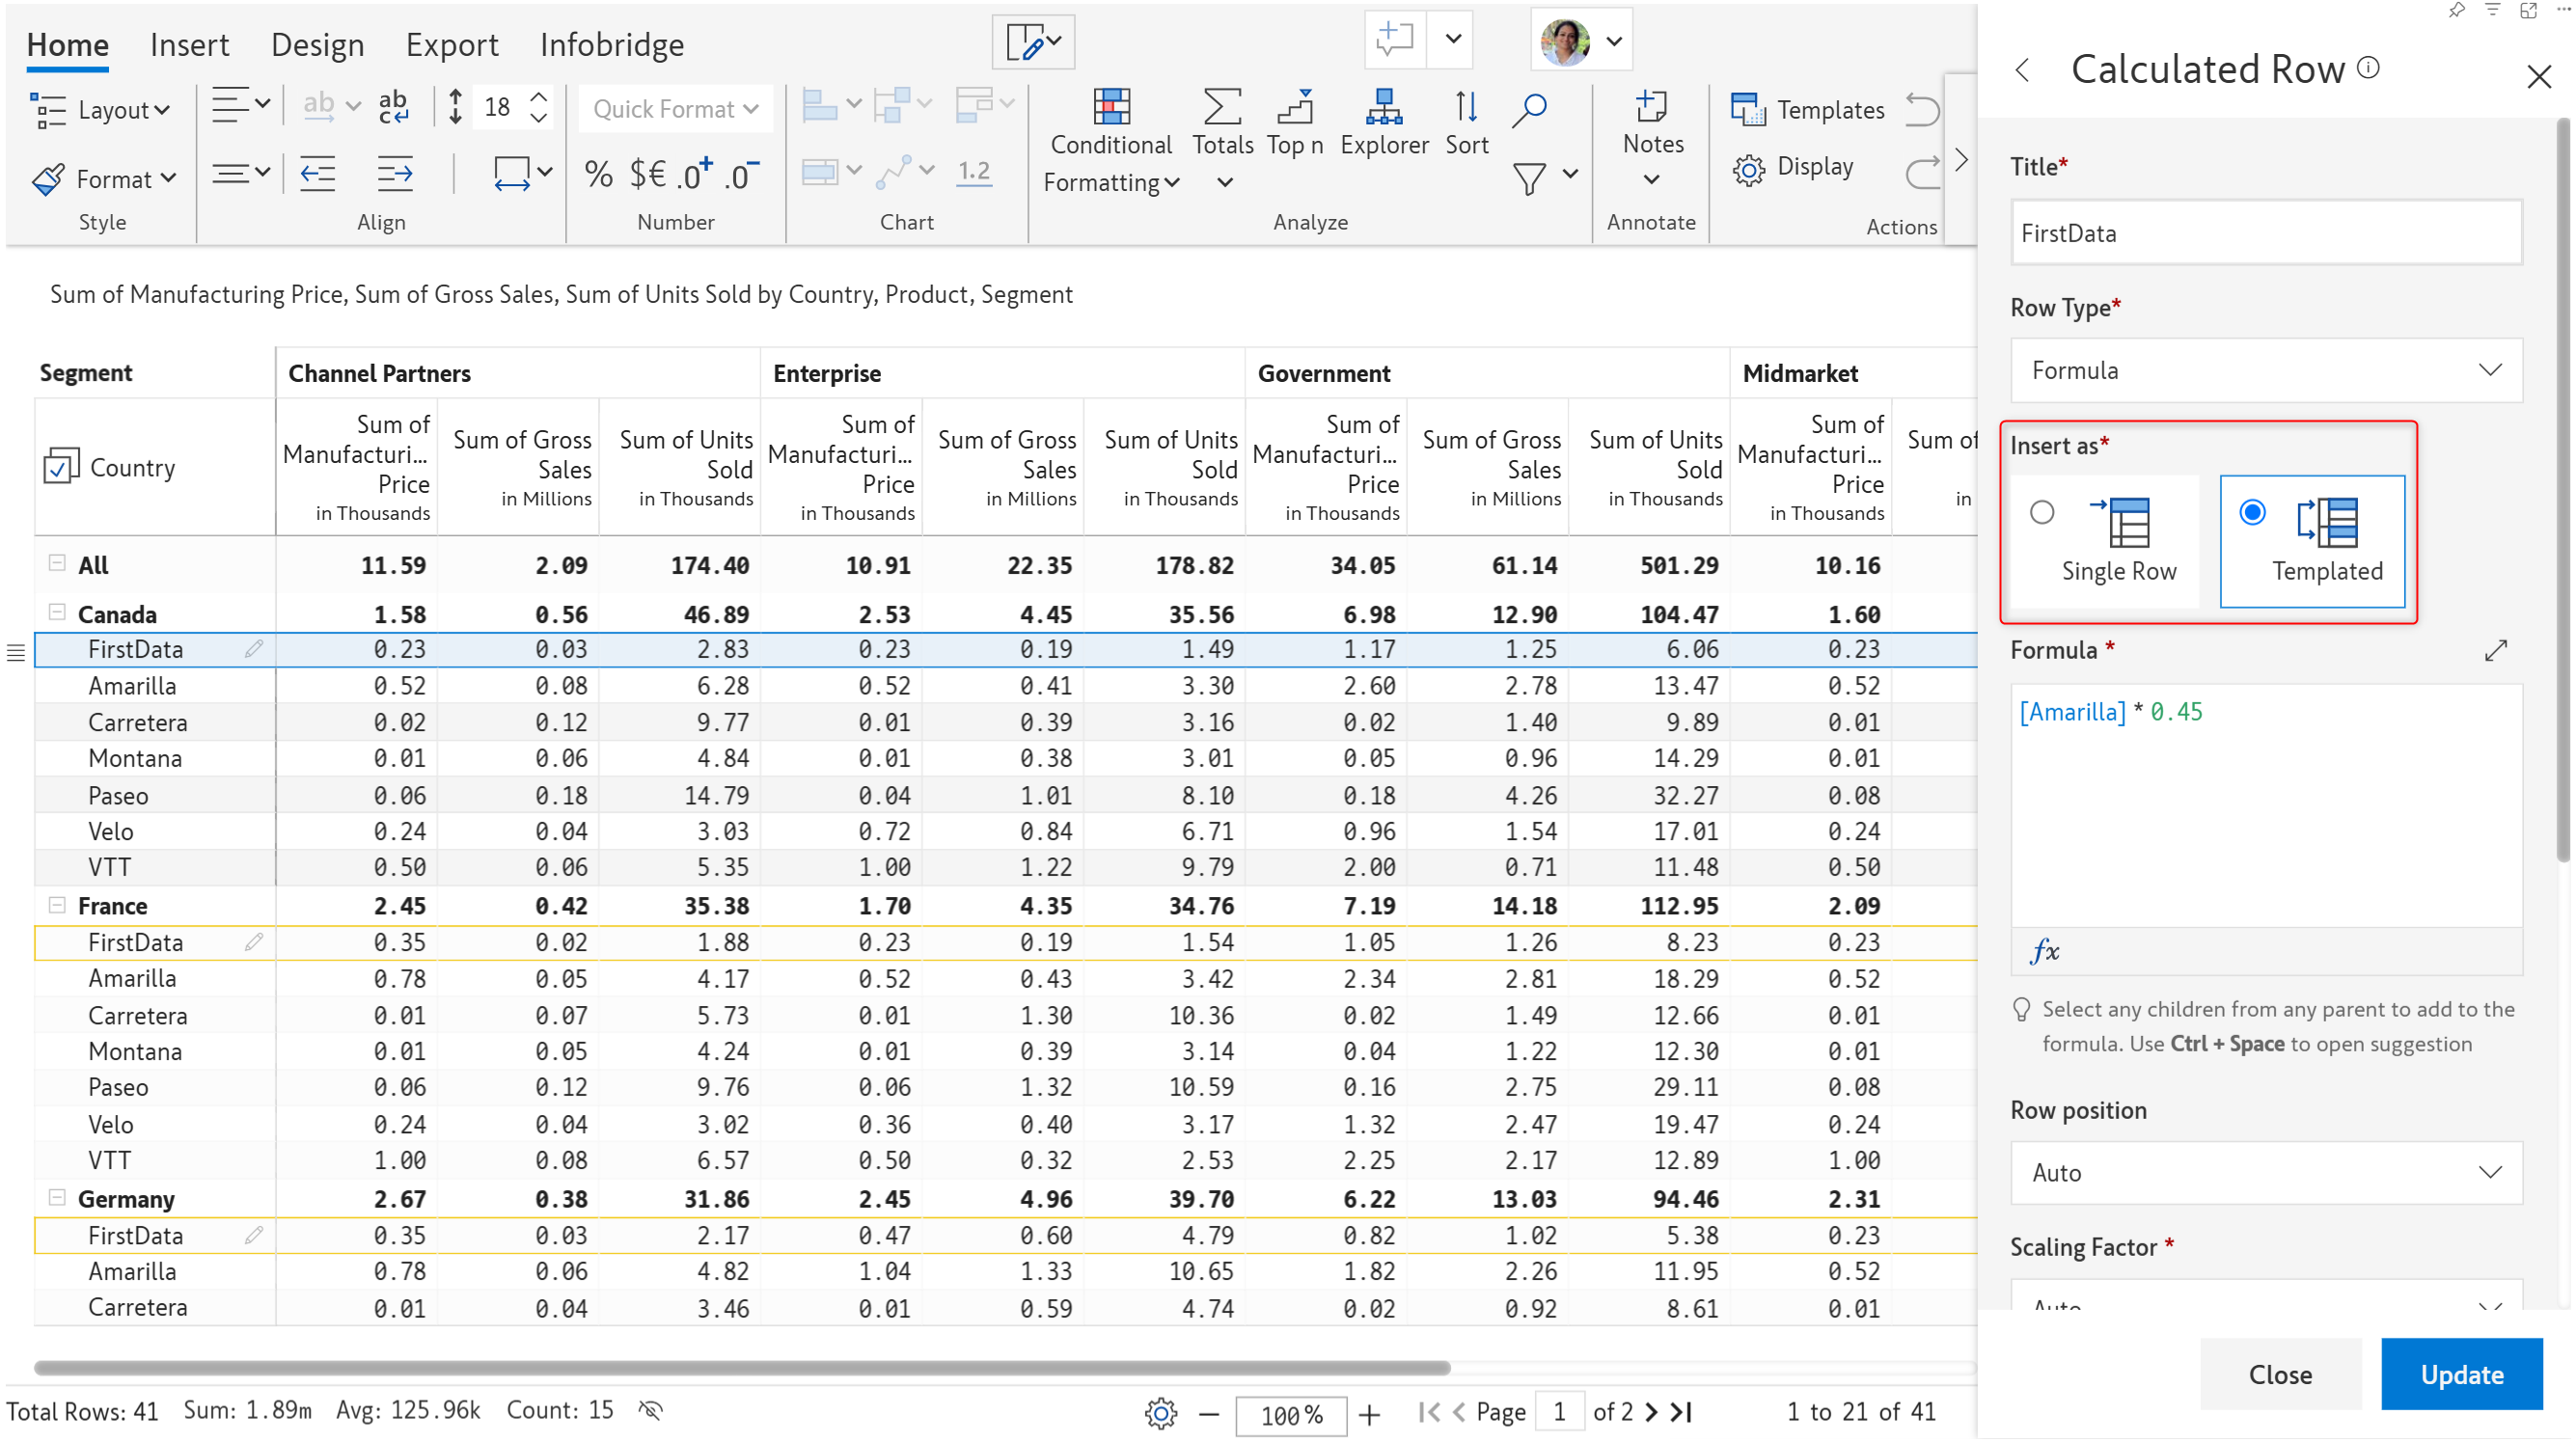 Home Insert Design Export Infobridge
Layout
Format
Style
ab
ab
c
18
Align
Quick Format
% $€ .0+ .0-
Number
1.2
Chart
Conditional
Formatting
Totals
Top n
Explorer
Sort
Analyze
Notes
Annotate
Templates
Display
Actions
Sum of Manufacturing Price, Sum of Gross Sales, Sum of Units Sold by Country, Product, Segment
Segment Channel Partners Enterprise Government Midmarket
Country
Sum of Manufacturi... Price in Thousands
Sum of Gross Sales in Millions
Sum of Units Sold in Thousands
Sum of Manufacturi... Price in Thousands
Sum of Gross Sales in Millions
Sum of Units Sold in Thousands
Sum of Manufacturi... Price in Thousands
Sum of Gross Sales in Millions
Sum of Units Sold in Thousands
Sum of Manufacturi... Price in Thousands
Sum of in
All 11.59 2.09 174.40 10.91 22.35 178.82 34.05 61.14 501.29 10.16
Canada 1.58 0.56 46.89 2.53 4.45 35.56 6.98 12.90 104.47 1.60
FirstData 0.23 0.03 2.83 0.23 0.19 1.49 1.17 1.25 6.06 0.23
Amarilla 0.52 0.08 6.28 0.52 0.41 3.30 2.60 2.78 13.47 0.52
Carretera 0.02 0.12 9.77 0.01 0.39 3.16 0.02 1.40 9.89 0.01
Montana 0.01 0.06 4.84 0.01 0.38 3.01 0.05 0.96 14.29 0.01
Paseo 0.06 0.18 14.79 0.04 1.01 8.10 0.18 4.26 32.27 0.08
Velo 0.24 0.04 3.03 0.72 0.84 6.71 0.96 1.54 17.01 0.24
VTT 0.50 0.06 5.35 1.00 1.22 9.79 2.00 0.71 11.48 0.50
France 2.45 0.42 35.38 1.70 4.35 34.76 7.19 14.18 112.95 2.09
FirstData 0.35 0.02 1.88 0.23 0.19 1.54 1.05 1.26 8.23 0.23
Amarilla 0.78 0.05 4.17 0.52 0.43 3.42 2.34 2.81 18.29 0.52
Carretera 0.01 0.07 5.73 0.01 1.30 10.36 0.02 1.49 12.66 0.01
Montana 0.01 0.05 4.24 0.01 0.39 3.14 0.04 1.22 12.30 0.01
Paseo 0.06 0.12 9.76 0.06 1.32 10.59 0.16 2.75 29.11 0.08
Velo 0.24 0.04 3.02 0.36 0.40 3.17 1.32 2.47 19.47 0.24
VTT 1.00 0.08 6.57 0.50 0.32 2.53 2.25 2.17 12.89 1.00
Germany 2.67 0.38 31.86 2.45 4.96 39.70 6.22 13.03 94.46 2.31
FirstData 0.35 0.03 2.17 0.47 0.60 4.79 0.82 1.02 5.38 0.23
Amarilla 0.78 0.06 4.82 1.04 1.33 10.65 1.82 2.26 11.95 0.52
Carretera 0.01 0.04 3.46 0.01 0.59 4.74 0.02 0.92 8.61 0.01
Total Rows: 41 Sum: 1.89m Avg: 125.96k Count: 15
100% Page 1 of 2 1 to 21 of 41
Calculated Row
Title*
FirstData
Row Type*
Formula
Insert as*
Single Row
Templated
Formula *
[Amarilla] * 0.45
fx
Select any children from any parent to add to the
formula. Use Ctrl + Space to open suggestion
Row position
Auto
Scaling Factor *
Auto
Close Update